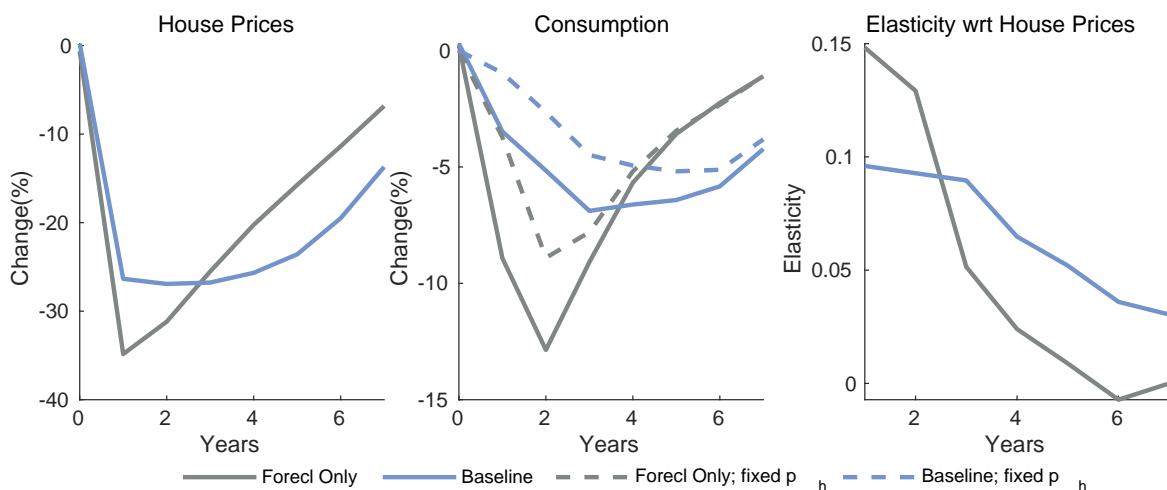 House Prices
Consumption
Elasticity wrt House Prices
0
-10
-20
-30
-40
Change(%)
0 2 4 6
Years
0
-5
-10
-15
Change(%)
0 2 4 6
Years
0.15
0.1
0.05
0
Elasticity
2 4 6
Years
Forecl Only Baseline Forecl Only; fixed p h Baseline; fixed p h